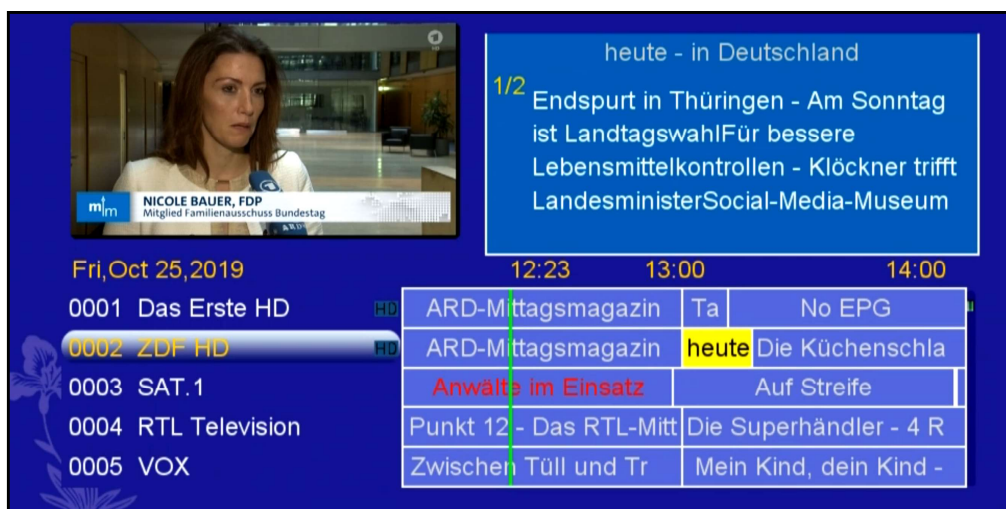 heute - in Deutschland
1/2
Endspurt in Thüringen - Am Sonntag
ist LandtagswahlFür bessere
Lebensmittelkontrollen - Klöckner trifft
LandesministerSocial-Media-Museum
HD
m m
NICOLE BAUER, FDP
Mitglied Familienausschuss Bundestag
ARD
Fri,Oct 25,2019 12:23 13:00 14:00
0001 Das Erste HD HD ARD-Mittagsmagazin Ta No EPG
0002 ZDF HD HD ARD-Mittagsmagazin heute Die Küchenschla
0003 SAT.1 Anwälte im Einsatz Auf Streife
0004 RTL Television Punkt 12 - Das RTL-Mitt Die Superhändler - 4 R
0005 VOX Zwischen Tüll und Tr Mein Kind, dein Kind -